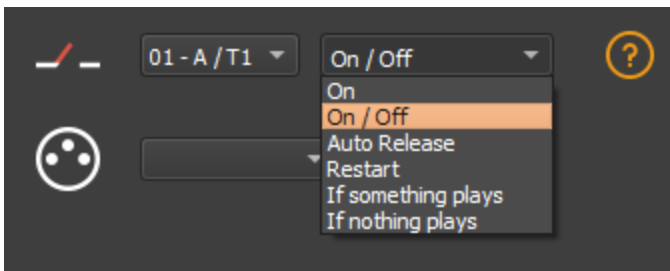 01 - A / T1
On / Off
?
On
On / Off
Auto Release
Restart
If something plays
If nothing plays